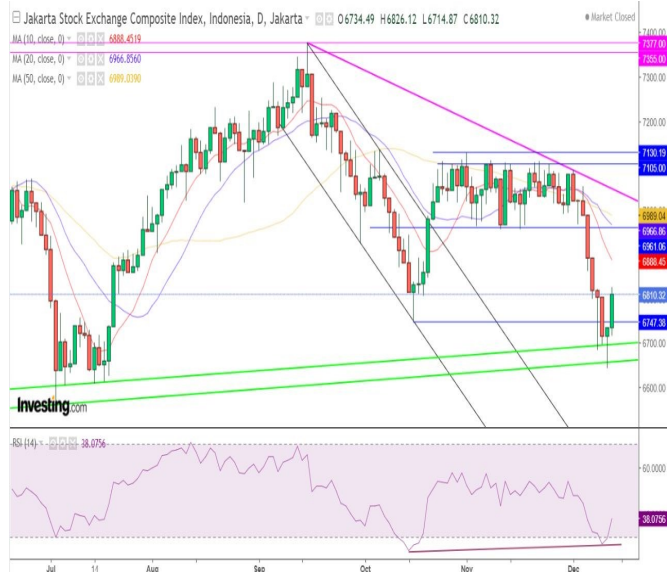 Jakarta Stock Exchange Composite Index, Indonesia, D, Jakarta O6734.49 H6826.12 L6714.87 C6810.32
Market Closed
MA (10, close, 0) 6888.4519
MA (20, close, 0) 6966.8560
MA (50, close, 0) 6989.0390
7400.00
7377.00
7355.00
7300.00
7200.00
7130.19
7105.00
6989.04
6966.86
6961.06
6888.45
6810.32
6747.38
6700.00
6600.00
Investing.com
RSI (14) 38.0756
60.0000
38.0756
Jul 14 Aug Sep Oct Nov Dec